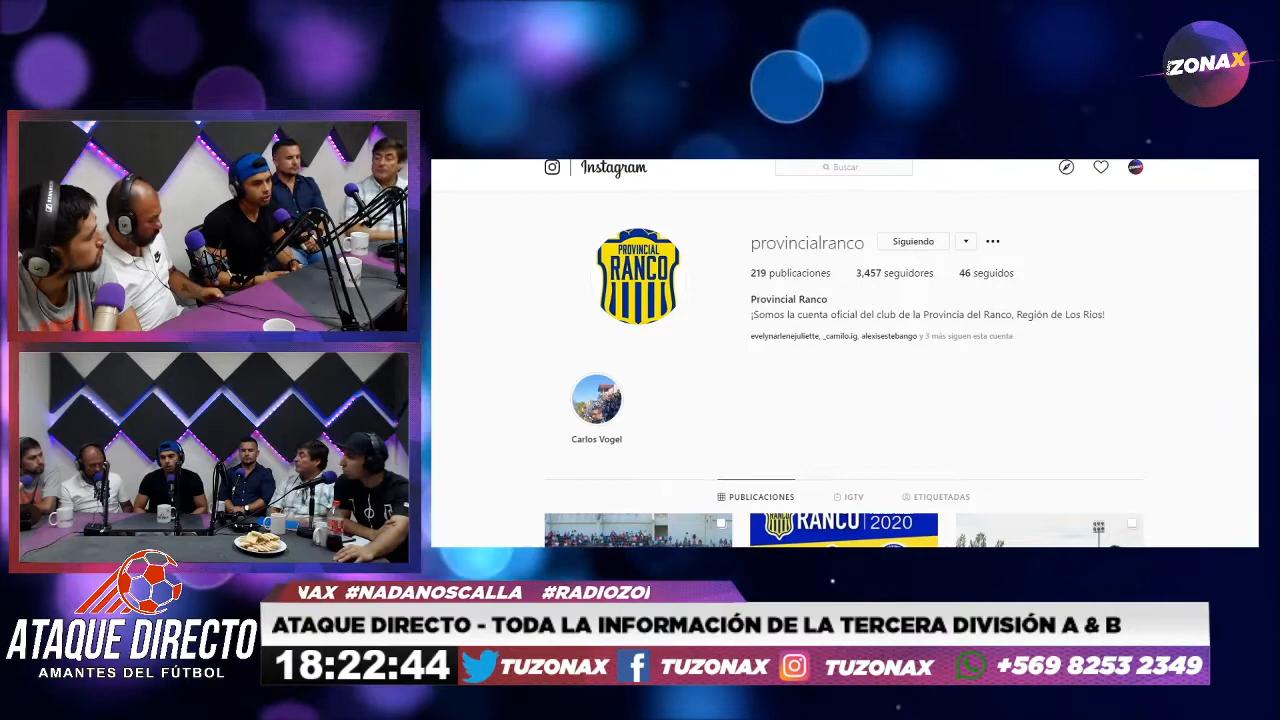 ZONAX
Instagram
Buscar
PROVINCIAL
RANCO
provincialranco
Siguiendo
219 publicaciones 3,457 seguidores 46 seguidos
Provincial Ranco
¡Somos la cuenta oficial del club de la Provincia del Ranco, Región de Los Ríos!
evelynarlenejuliette, _camilo.ig, alexisestebango y 3 más siguen esta cuenta
Carlos Vogel
PUBLICACIONES IGTV ETIQUETADAS
RANCO 2020
NAX #NADANOSCALLA #RADIOZO
ATAQUE DIRECTO
AMANTES DEL FÚTBOL
ATAQUE DIRECTO - TODA LA INFORMACIÓN DE LA TERCERA DIVISIÓN A & B
18:22:44 TUZONAX TUZONAX TUZONAX +569 8253 2349